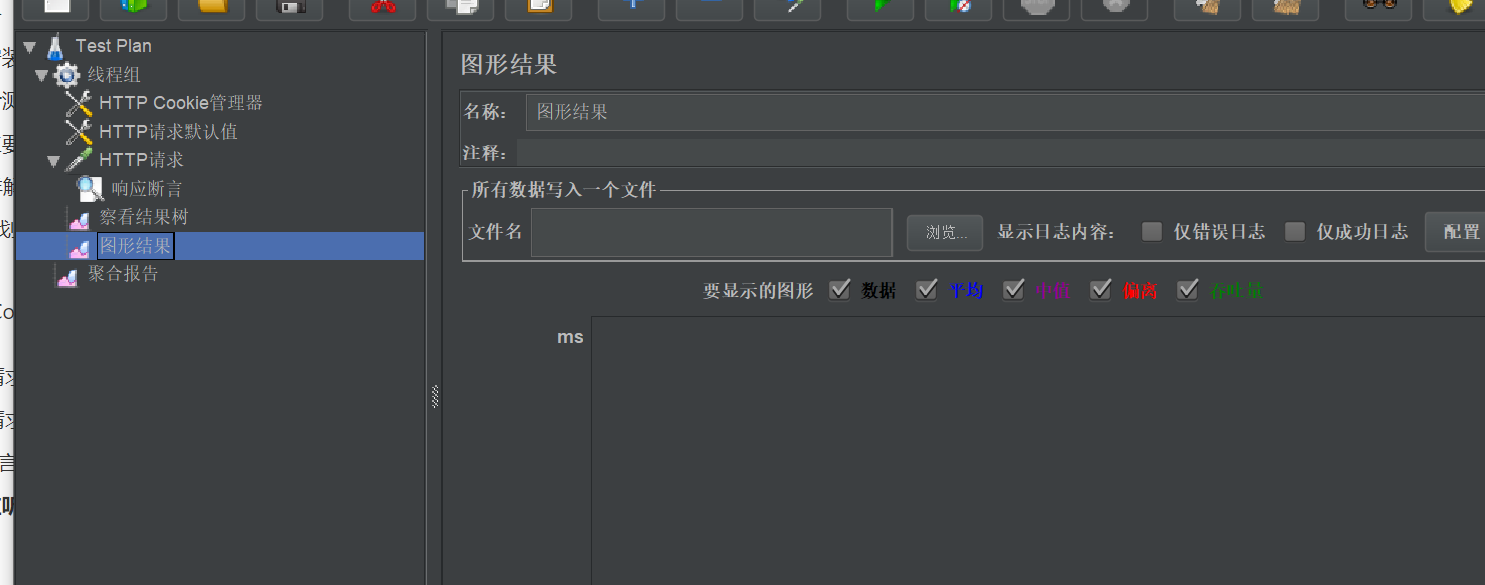 Test Plan
线程组
HTTP Cookie管理器
HTTP请求默认值
HTTP请求
响应断言
察看结果树
图形结果
聚合报告
图形结果
名称： 图形结果
注释：
所有数据写入一个文件
文件名 浏览... 显示日志内容： 仅错误日志 仅成功日志 配置
要显示的图形 数据 平均 中值 偏离 吞吐量
ms